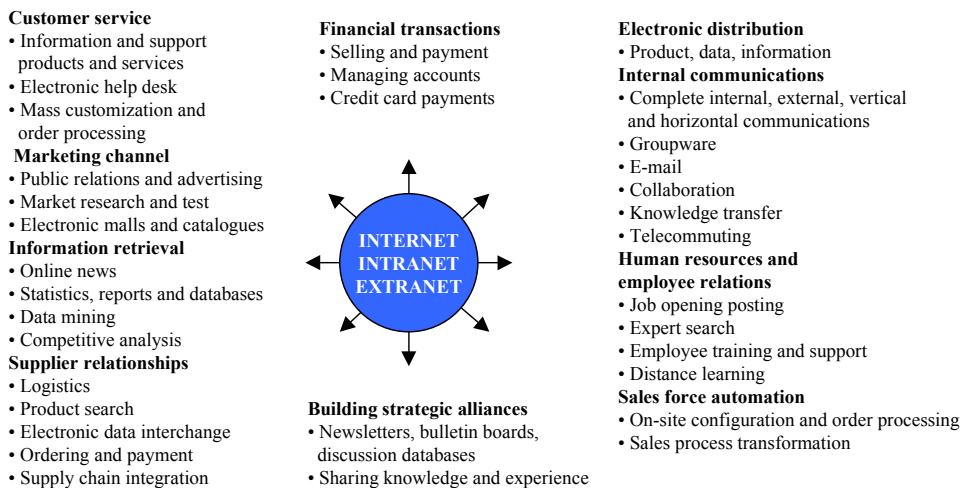 Customer service
• Information and support
products and services
• Electronic help desk
• Mass customization and
order processing
Marketing channel
• Public relations and advertising
• Market research and test
• Electronic malls and catalogues
Information retrieval
• Online news
• Statistics, reports and databases
• Data mining
• Competitive analysis
Supplier relationships
• Logistics
• Product search
• Electronic data interchange
• Ordering and payment
• Supply chain integration
Financial transactions
• Selling and payment
• Managing accounts
• Credit card payments
INTERNET
INTRANET
EXTRANET
Building strategic alliances
• Newsletters, bulletin boards,
discussion databases
• Sharing knowledge and experience
Electronic distribution
• Product, data, information
Internal communications
• Complete internal, external, vertical
and horizontal communications
• Groupware
• E-mail
• Collaboration
• Knowledge transfer
• Telecommuting
Human resources and
employee relations
• Job opening posting
• Expert search
• Employee training and support
• Distance learning
Sales force automation
• On-site configuration and order processing
• Sales process transformation